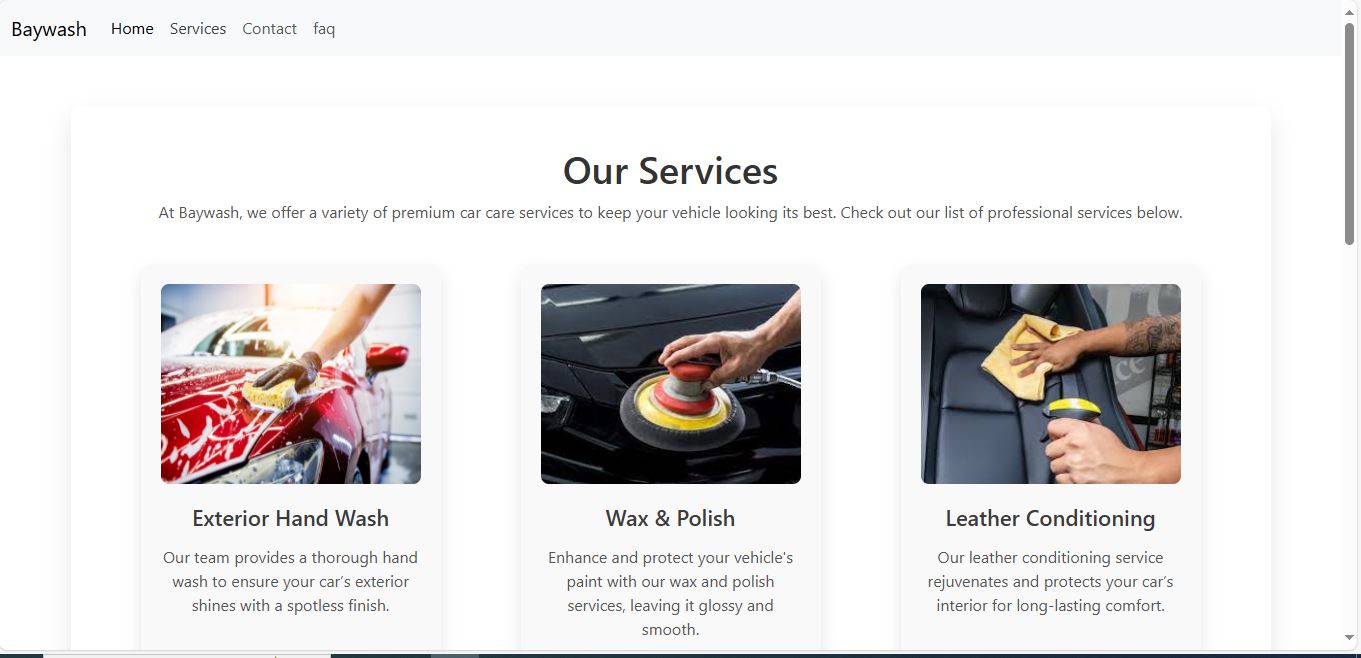 Baywash Home Services Contact faq
Our Services
At Baywash, we offer a variety of premium car care services to keep your vehicle looking its best. Check out our list of professional services below.
Exterior Hand Wash
Our team provides a thorough hand
wash to ensure your car’s exterior
shines with a spotless finish.
Wax & Polish
Enhance and protect your vehicle's
paint with our wax and polish
services, leaving it glossy and
smooth.
Leather Conditioning
Our leather conditioning service
rejuvenates and protects your car’s
interior for long-lasting comfort.